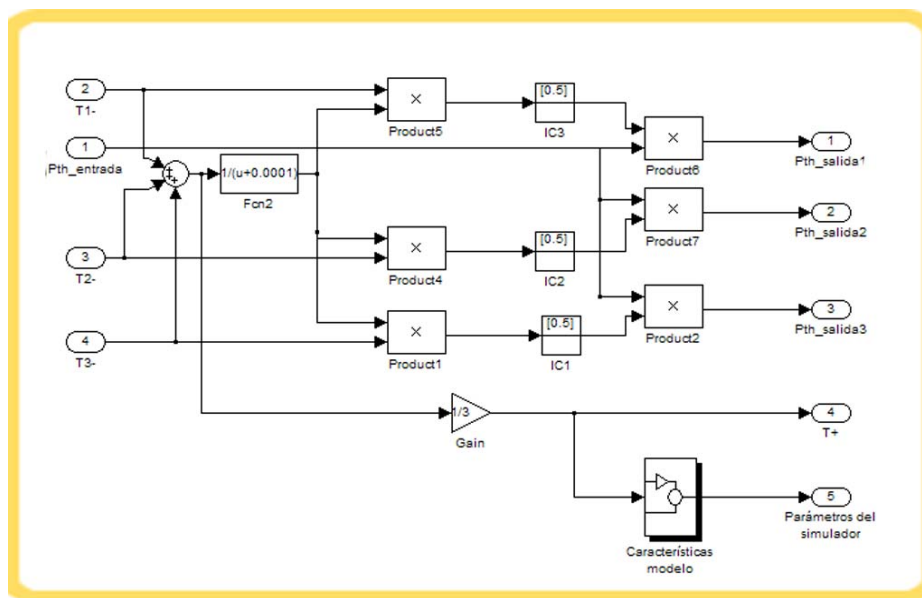 2
T1-
1
Pth_entrada
1/(u+0.0001)
Fcn2
3
T2-
4
T3-
Product5
[0.5]
IC3
Product6
1
Pth_salida1
Product4
[0.5]
IC2
Product7
2
Pth_salida2
Product1
[0.5]
IC1
Product2
3
Pth_salida3
1/3
Gain
4
T+
Características
modelo
5
Parámetros del
simulador